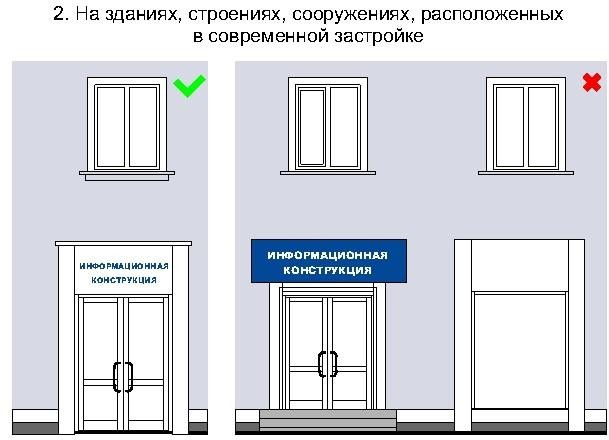 2. На зданиях, строениях, сооружениях, расположенных
в современной застройке
ИНФОРМАЦИОННАЯ
КОНСТРУКЦИЯ
ИНФОРМАЦИОННАЯ
КОНСТРУКЦИЯ